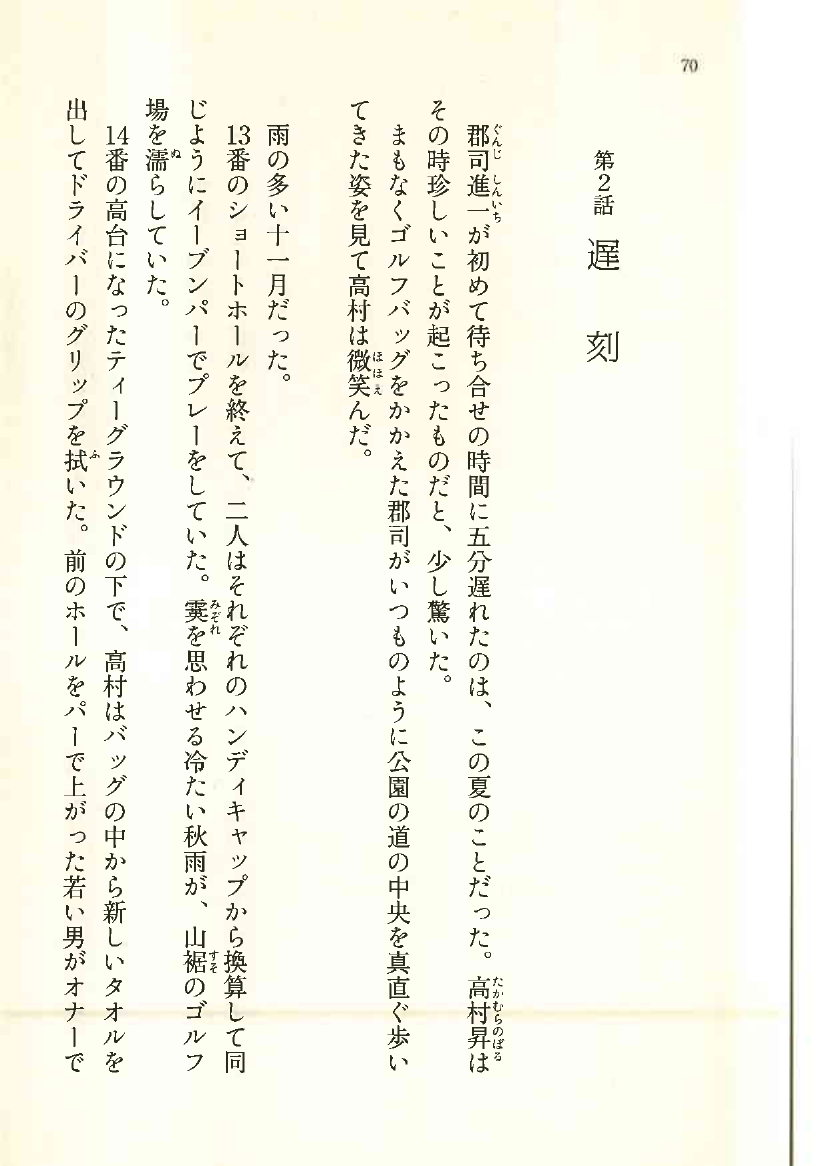 70
第2話 遅刻
郡司進一が初めて待ち合せの時間に五分遅れたのは、この夏のことだった。高村昇は
その時珍しいことが起こったものだと、少し驚いた。
まもなくゴルフバッグをかかえた郡司がいつものように公園の道の中央を真直ぐ歩い
てきた姿を見て高村は微笑んだ。
雨の多い十一月だった。
13番のショートホールを終えて、二人はそれぞれのハンディキャップから換算して同
じようにイーブンパーでプレーをしていた。霙を思わせる冷たい秋雨が、山裾のゴルフ
場を濡らしていた。
14番の高台になったティーグラウンドの下で、高村はバッグの中から新しいタオルを
出してドライバーのグリップを拭いた。前のホールをパーで上がった若い男がオナーで